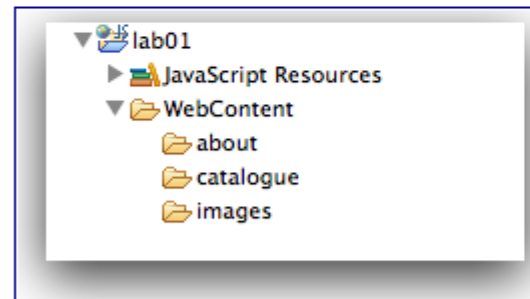 lab01
JavaScript Resources
WebContent
about
catalogue
images